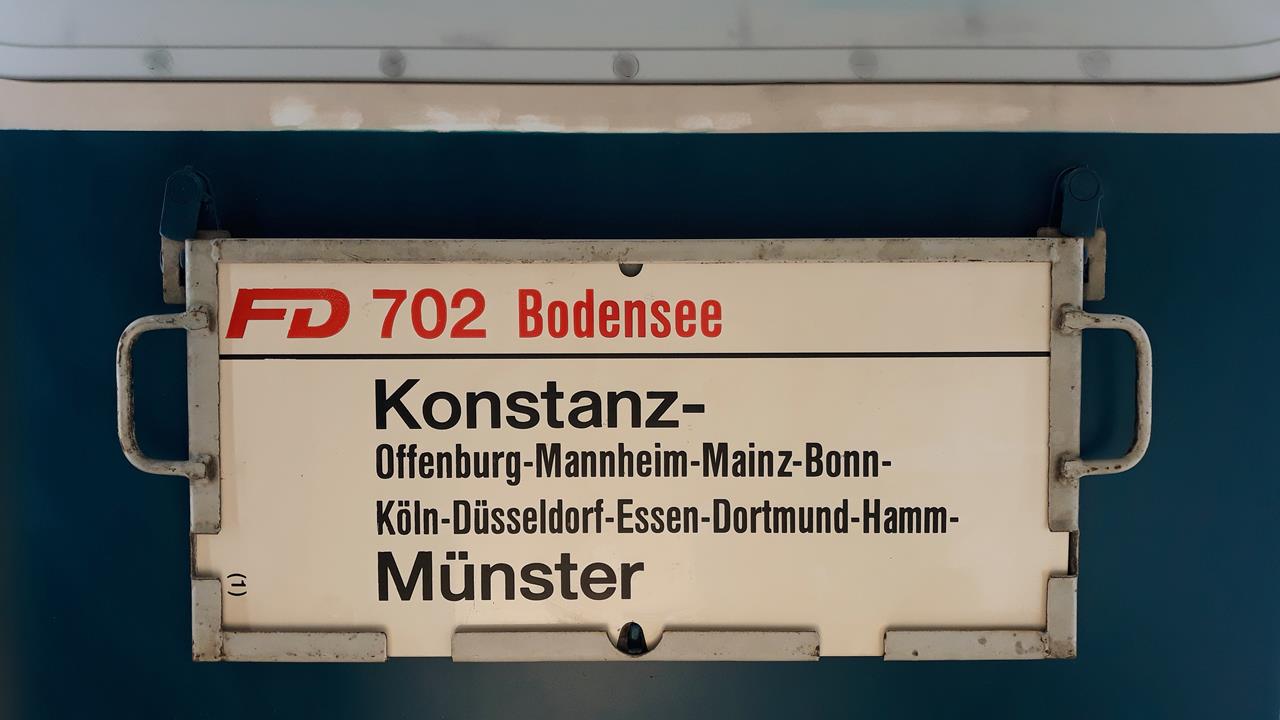 FD 702 Bodensee
Konstanz-
Offenburg-Mannheim-Mainz-Bonn-
Köln-Düsseldorf-Essen-Dortmund-Hamm-
Münster
(1)